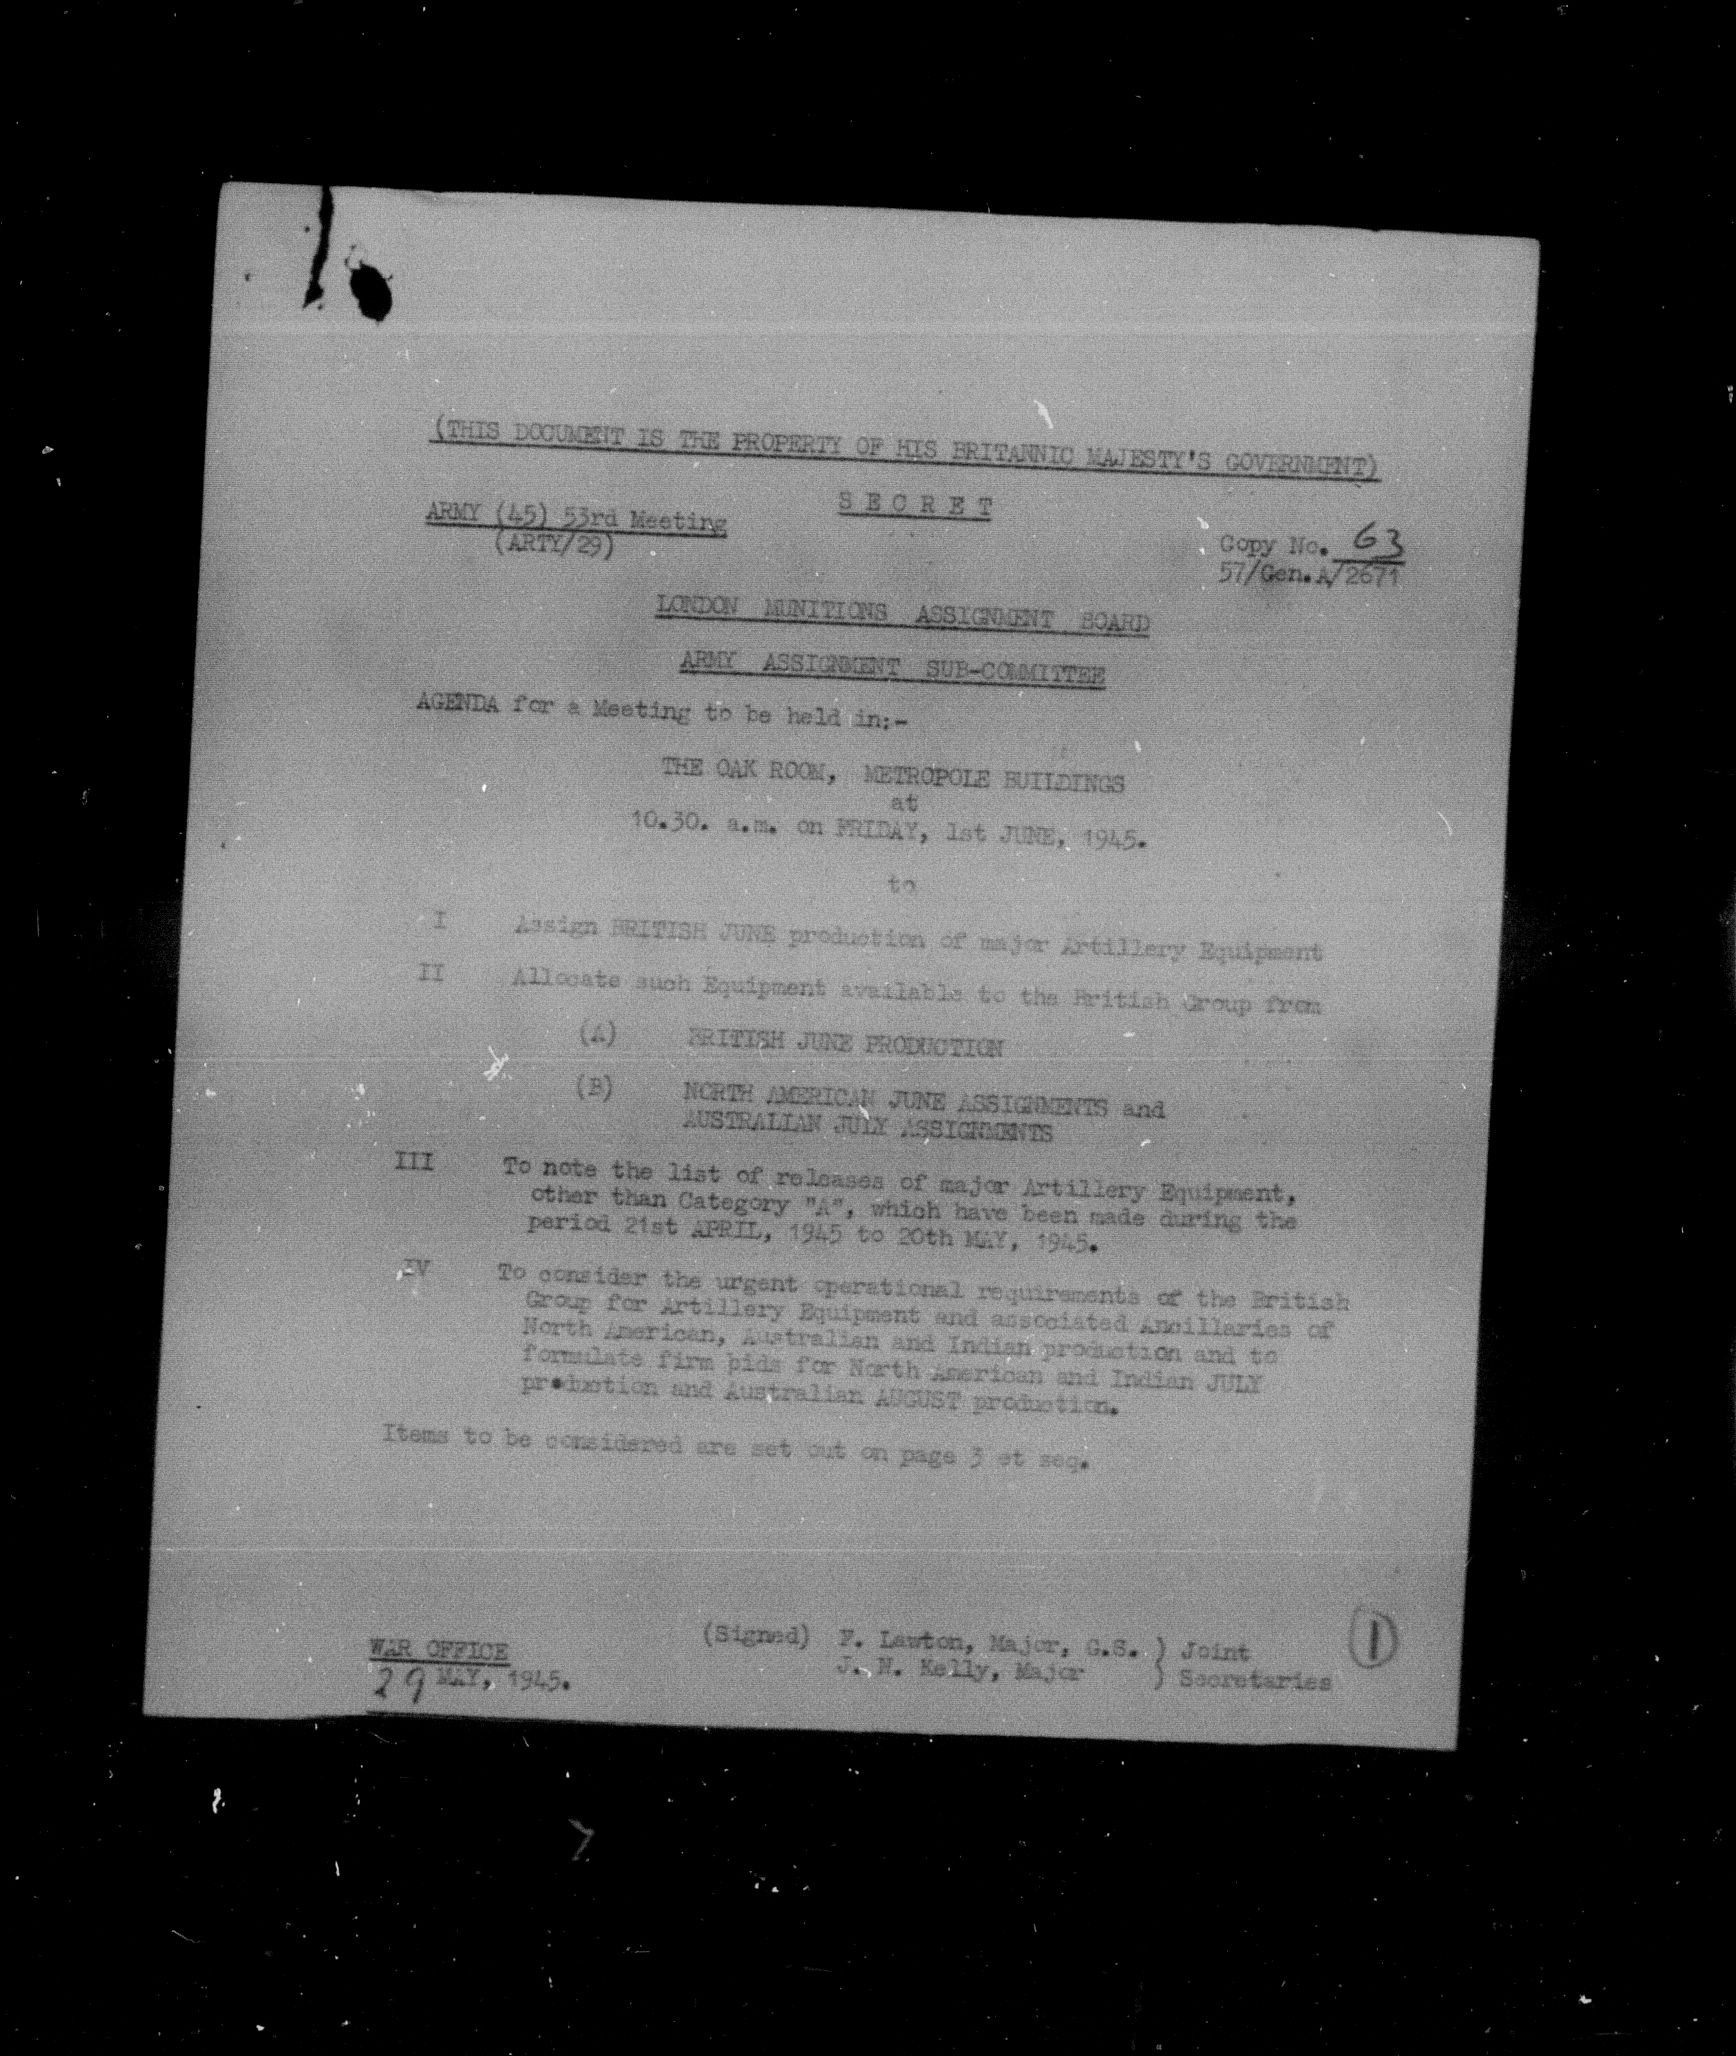 (THIS DOCUMENT IS THE PROPERTY OF HIS BRITANNIC MAJESTY'S GOVERNMENT)
S E C R E T
ARMY (45) 53rd Meeting
(ARTY/29)
Copy No. 63
57/Gen.A/2671
LONDON MUNITIONS ASSIGNMENT BOARD
ARMY ASSIGNMENT SUB-COMMITTEE
AGENDA for a Meeting to be held in:-
THE OAK ROOM, METROPOLE BUILDINGS
at
10.30. a.m. on FRIDAY, 1st JUNE, 1945.
to
I Assign BRITISH JUNE production of major Artillery Equipment
II Allocate such Equipment available to the British Group from
(A) BRITISH JUNE PRODUCTION
(B) NORTH AMERICAN JUNE ASSIGNMENTS and
AUSTRALIAN JULY ASSIGNMENTS
III To note the list of releases of major Artillery Equipment,
other than Category "A", which have been made during the
period 21st APRIL, 1945 to 20th MAY, 1945.
IV To consider the urgent operational requirements of the British
Group for Artillery Equipment and associated Ancillaries of
North American, Australian and Indian production and to
formulate firm bids for North American and Indian JULY
production and Australian AUGUST production.
Items to be considered are set out on page 3 et seq.
WAR OFFICE
29 MAY, 1945.
(Signed) F. Lawton, Major, G.S. ) Joint
J. N. Kelly, Major ) Secretaries
1